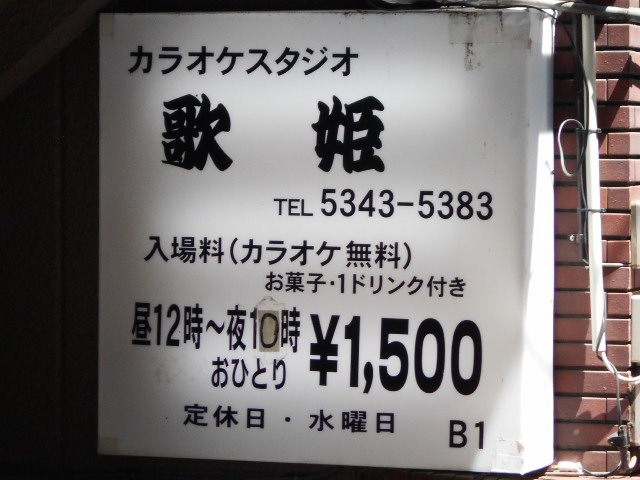 カラオケスタジオ
歌姫
TEL 5343-5383
入場料(カラオケ無料)
お菓子・1ドリンク付き
昼12時～夜10時
おひとり ¥1,500
定休日・水曜日
B1